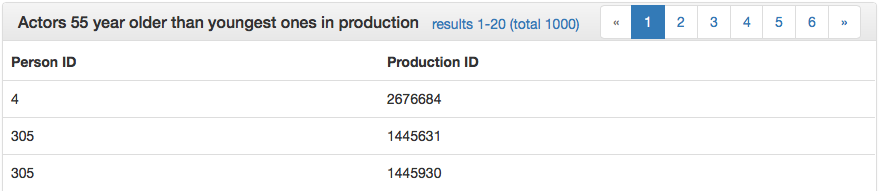 Actors 55 year older than youngest ones in production results 1-20 (total 1000) « 1 2 3 4 5 6 »
Person ID Production ID
4 2676684
305 1445631
305 1445930